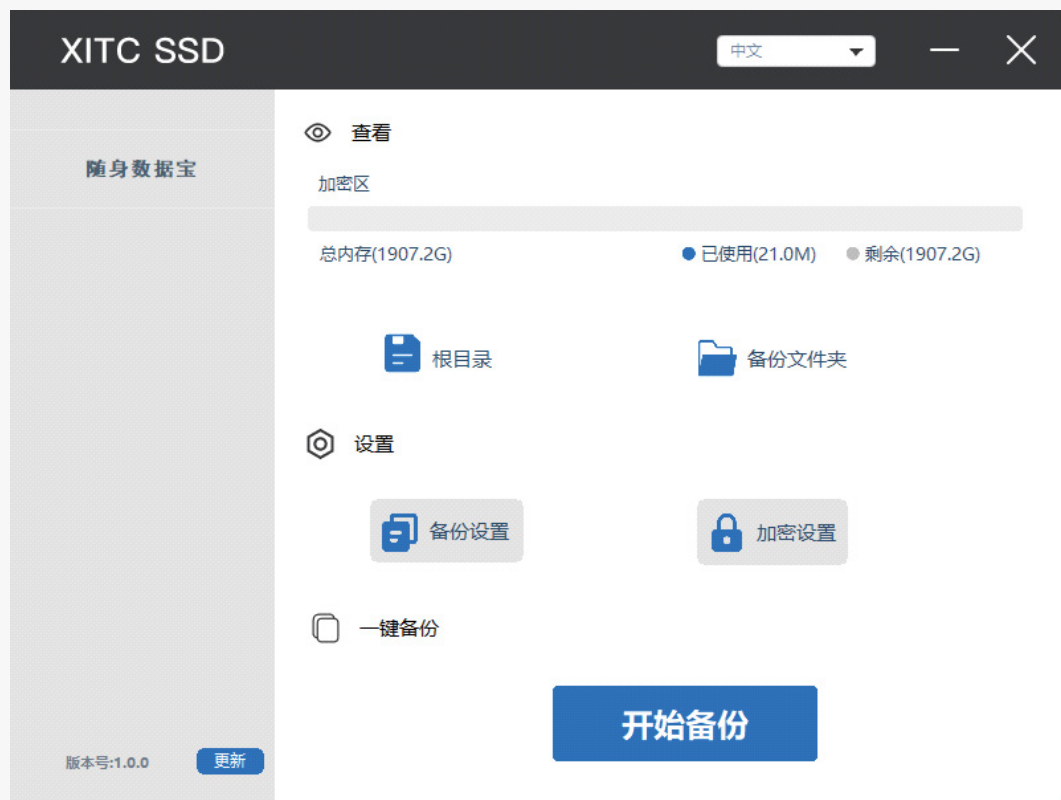 XITC SSD
中文
随身数据宝
查看
加密区
总内存(1907.2G) 已使用(21.0M) 剩余(1907.2G)
根目录 备份文件夹
设置
备份设置 加密设置
一键备份
开始备份
版本号:1.0.0 更新